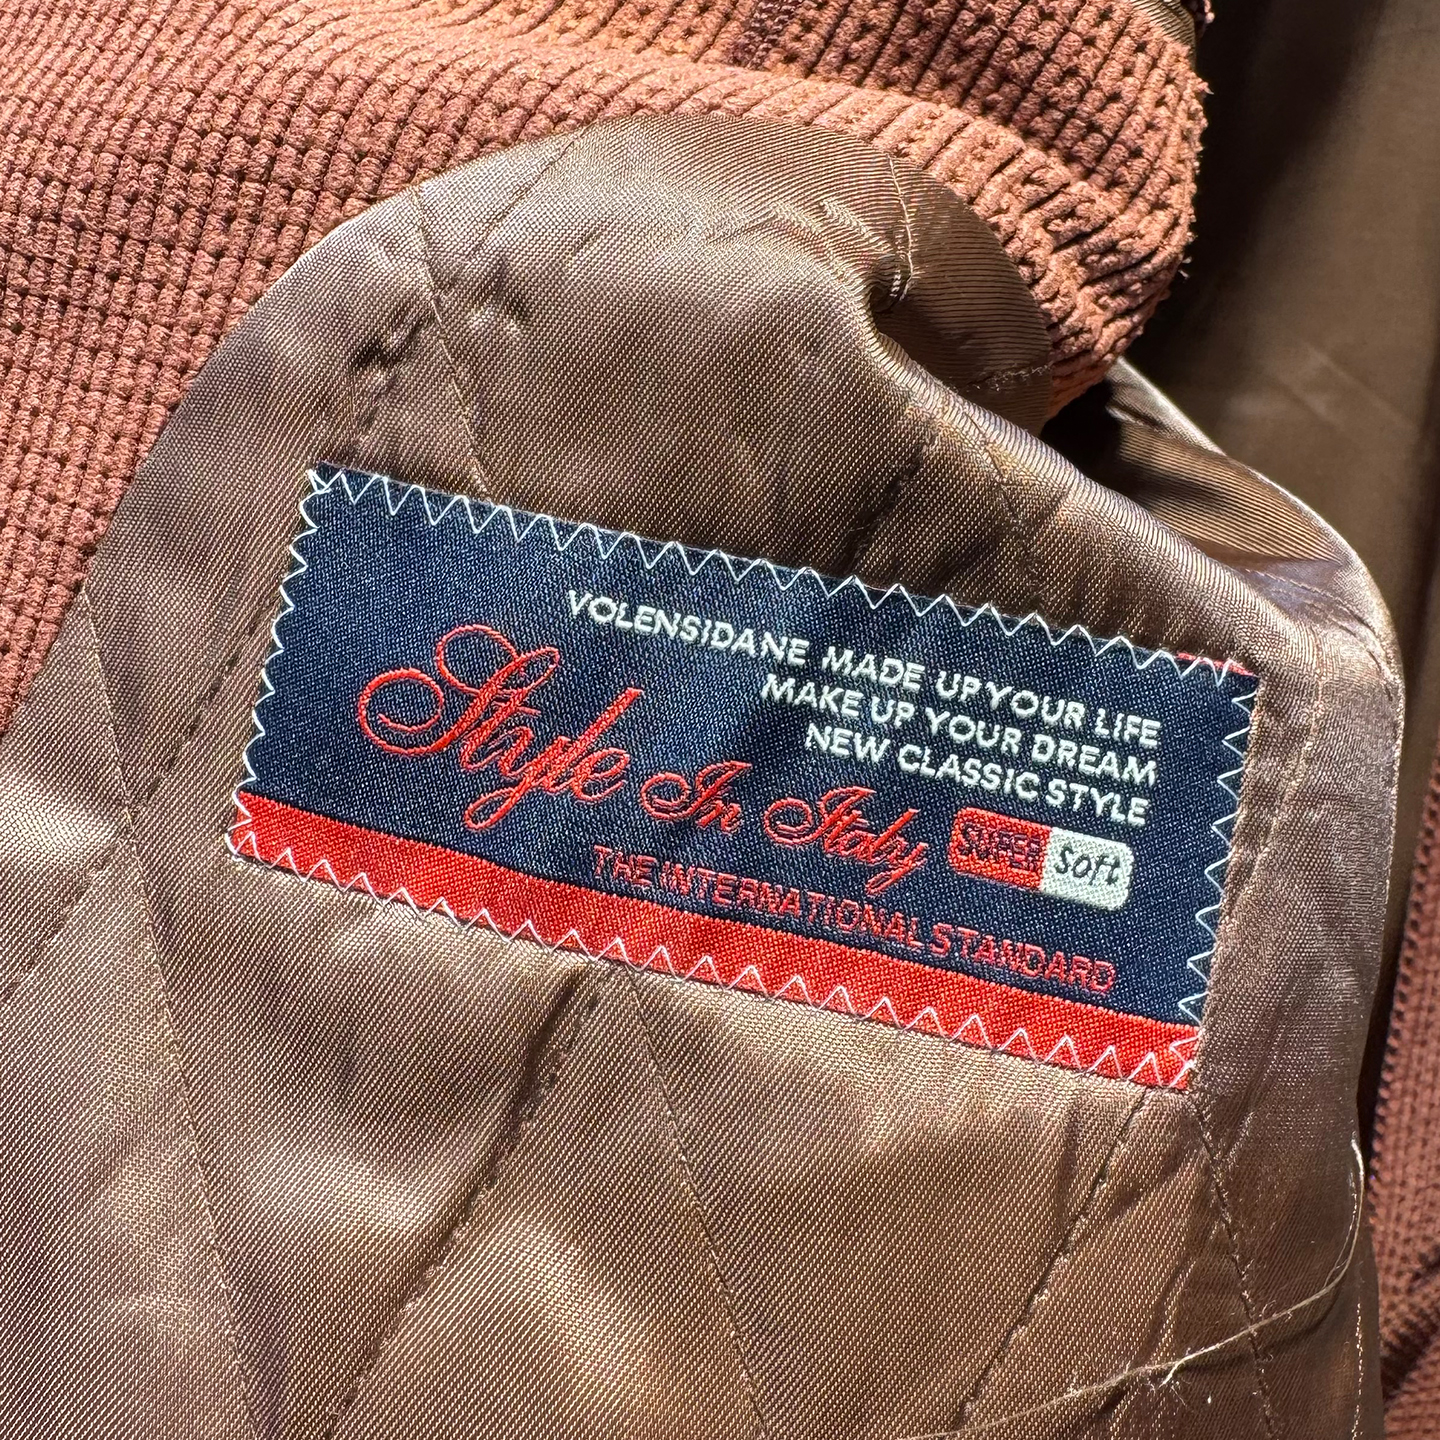 VOLENSIDANE MADE UP YOUR LIFE
MAKE UP YOUR DREAM
NEW CLASSIC STYLE
Style In Italy
SUPER soft
THE INTERNATIONAL STANDARD